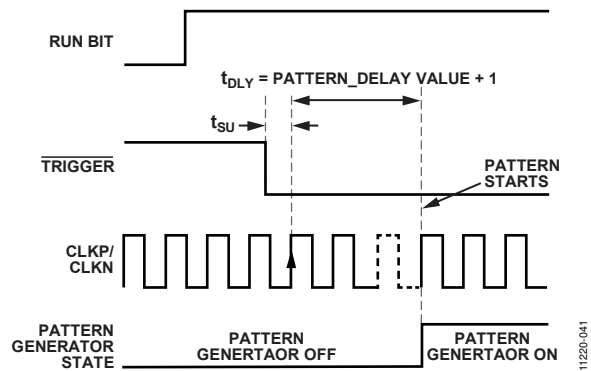 RUN BIT
tDLY = PATTERN_DELAY VALUE + 1
tSU
TRIGGER
PATTERN
STARTS
CLKP/
CLKN
PATTERN
GENERATOR
STATE
PATTERN
GENERTAOR OFF
PATTERN
GENERTAOR ON
11220-041